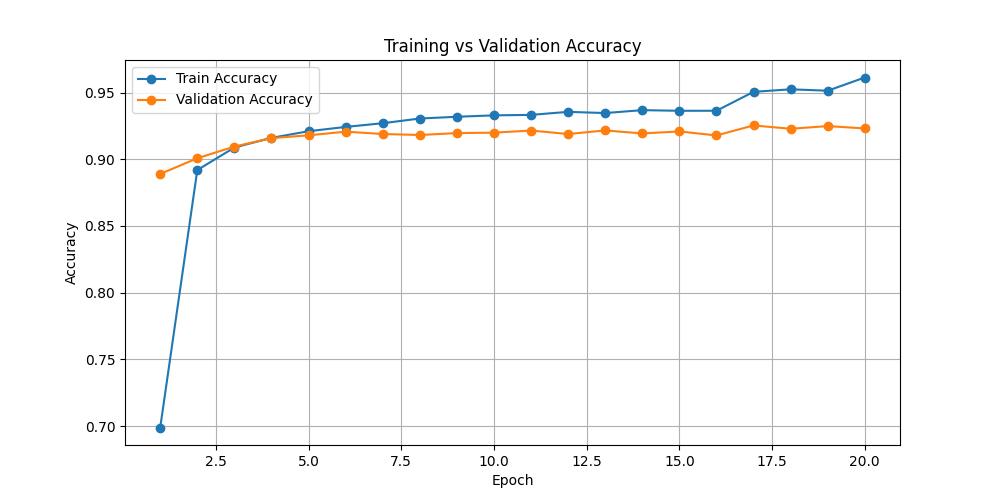 Training vs Validation Accuracy
Train Accuracy
Validation Accuracy
0.95
0.90
0.85
0.80
0.75
0.70
Accuracy
2.5 5.0 7.5 10.0 12.5 15.0 17.5 20.0
Epoch